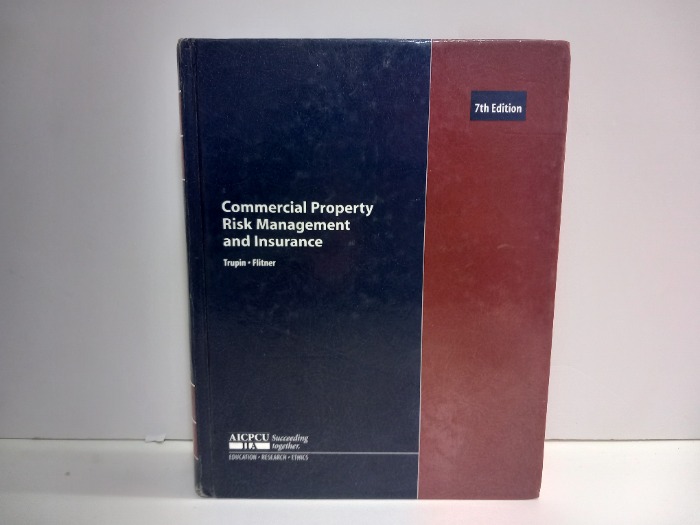 7th Edition
Commercial Property
Risk Management
and Insurance
Trupin • Flitner
AICPCU Succeeding
IIA together.
EDUCATION • RESEARCH • ETHICS